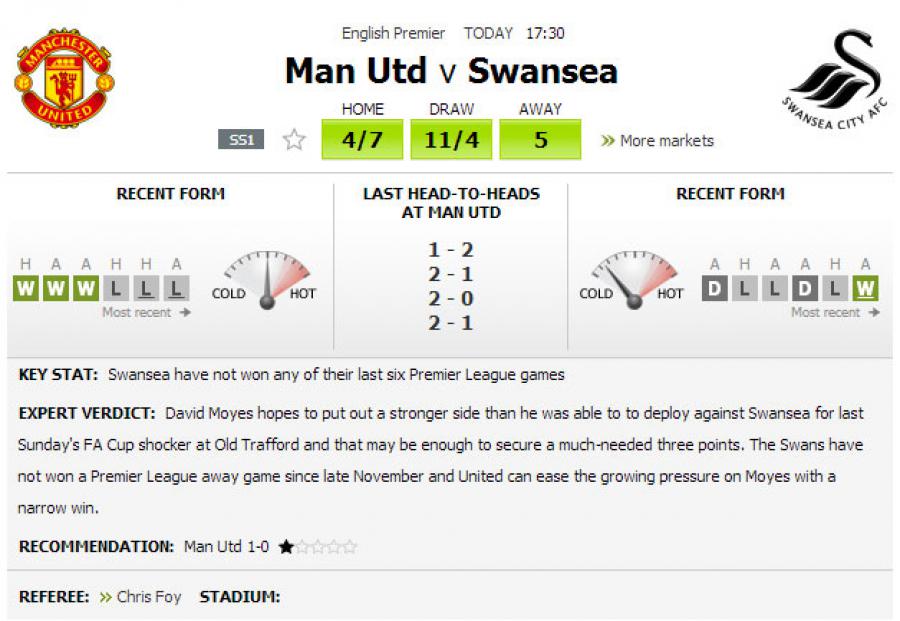 MANCHESTER
UNITED
English Premier TODAY 17:30
Man Utd v Swansea
HOME DRAW AWAY
SS1 4/7 11/4 5 » More markets
SWANSEA CITY AFC
RECENT FORM
H A A H H A
W W W L L L
Most recent →
COLD HOT
LAST HEAD-TO-HEADS
AT MAN UTD
1 - 2
2 - 1
2 - 0
2 - 1
RECENT FORM
COLD HOT
A H A A H A
D L L D L W
Most recent →
KEY STAT: Swansea have not won any of their last six Premier League games
EXPERT VERDICT: David Moyes hopes to put out a stronger side than he was able to to deploy against Swansea for last
Sunday's FA Cup shocker at Old Trafford and that may be enough to secure a much-needed three points. The Swans have
not won a Premier League away game since late November and United can ease the growing pressure on Moyes with a
narrow win.
RECOMMENDATION: Man Utd 1-0 ★☆☆☆☆
REFEREE: » Chris Foy STADIUM: